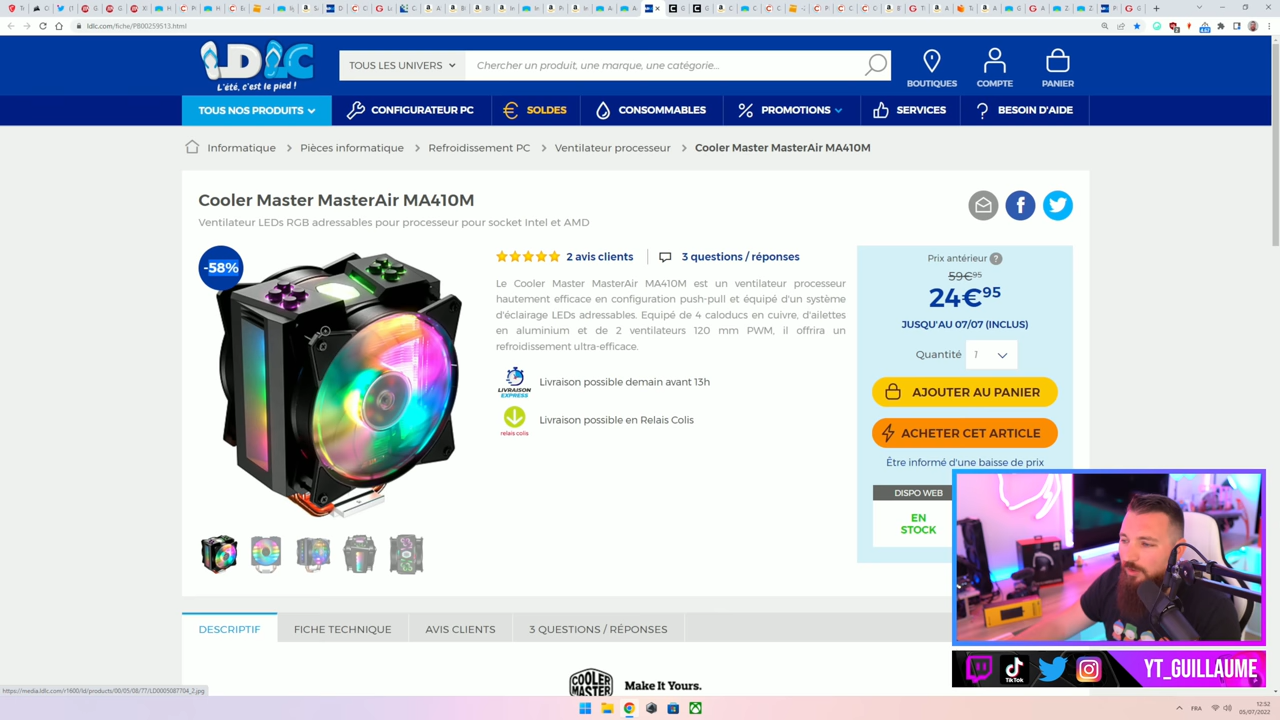 ldlc.com/fiche/PB00259513.html
LDLC
L'été, c'est le pied !
TOUS LES UNIVERS
Chercher un produit, une marque, une catégorie...
BOUTIQUES
COMPTE
PANIER
TOUS NOS PRODUITS
CONFIGURATEUR PC
SOLDES
CONSOMMABLES
PROMOTIONS
SERVICES
BESOIN D'AIDE
Informatique > Pièces informatique > Refroidissement PC > Ventilateur processeur > Cooler Master MasterAir MA410M
Cooler Master MasterAir MA410M
Ventilateur LEDs RGB adressables pour processeur pour socket Intel et AMD
-58%
2 avis clients
3 questions / réponses
Le Cooler Master MasterAir MA410M est un ventilateur processeur
hautement efficace en configuration push-pull et équipé d'un système
d'éclairage LEDs adressables. Equipé de 4 caloducs en cuivre, d'ailettes
en aluminium et de 2 ventilateurs 120 mm PWM, il offrira un
refroidissement ultra-efficace.
LIVRAISON
EXPRESS
Livraison possible demain avant 13h
relais colis
Livraison possible en Relais Colis
Prix antérieur ?
59€95
24€95
JUSQU'AU 07/07 (INCLUS)
Quantité 1
AJOUTER AU PANIER
ACHETER CET ARTICLE
Être informé d'une baisse de prix
DISPO WEB
EN
STOCK
DESCRIPTIF
FICHE TECHNIQUE
AVIS CLIENTS
3 QUESTIONS / RÉPONSES
COOLER
MASTER
Make It Yours.
TikTok
YT_GUILLAUME
https://media.ldlc.com/r1600/ld/products/00/05/08/77/LD0005087704_2.jpg
FRA
12:52
05/07/2022